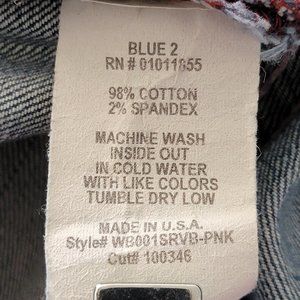 BLUE 2
RN # 01011855
98% COTTON
2% SPANDEX
MACHINE WASH
INSIDE OUT
IN COLD WATER
WITH LIKE COLORS
TUMBLE DRY LOW
MADE IN U.S.A.
Style# WB001SRVB-PNK
Cut# 100346